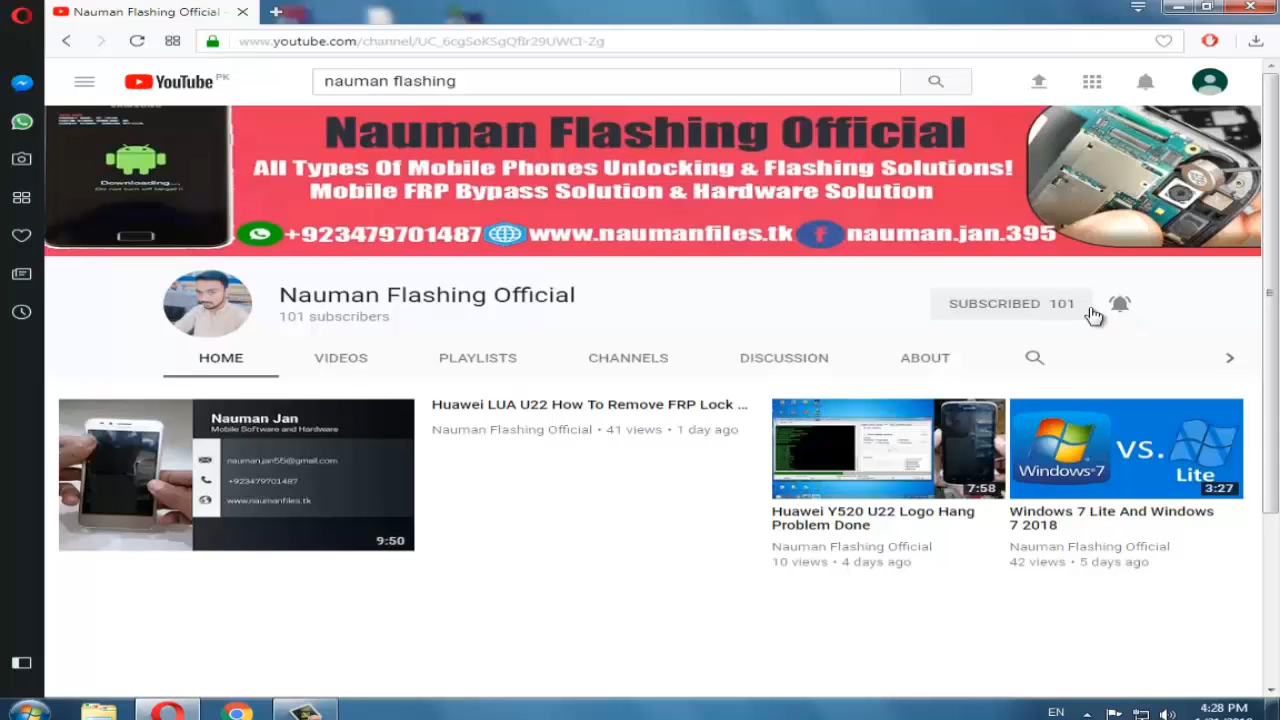 Nauman Flashing Official -
www.youtube.com/channel/UC_6cgSoKSgQfIr29UWCI-Zg
YouTube PK
nauman flashing
Nauman Flashing Official
All Types Of Mobile Phones Unlocking & Flashing Solutions!
Mobile FRP Bypass Solution & Hardware Solution
+923479701487 www.naumanfiles.tk nauman.jan.395
Downloading...
Do not turn off target!!
Nauman Flashing Official
101 subscribers
SUBSCRIBED 101
HOME VIDEOS PLAYLISTS CHANNELS DISCUSSION ABOUT
Nauman Jan
Mobile Software and Hardware
naumanjan55@gmail.com
+923479701487
www.naumanfiles.tk
9:50
Huawei LUA U22 How To Remove FRP Lock ...
Nauman Flashing Official • 41 views • 1 day ago
7:58
Huawei Y520 U22 Logo Hang
Problem Done
Nauman Flashing Official
10 views • 4 days ago
Windows 7 VS. Lite
3:27
Windows 7 Lite And Windows
7 2018
Nauman Flashing Official
42 views • 5 days ago
EN
4:28 PM